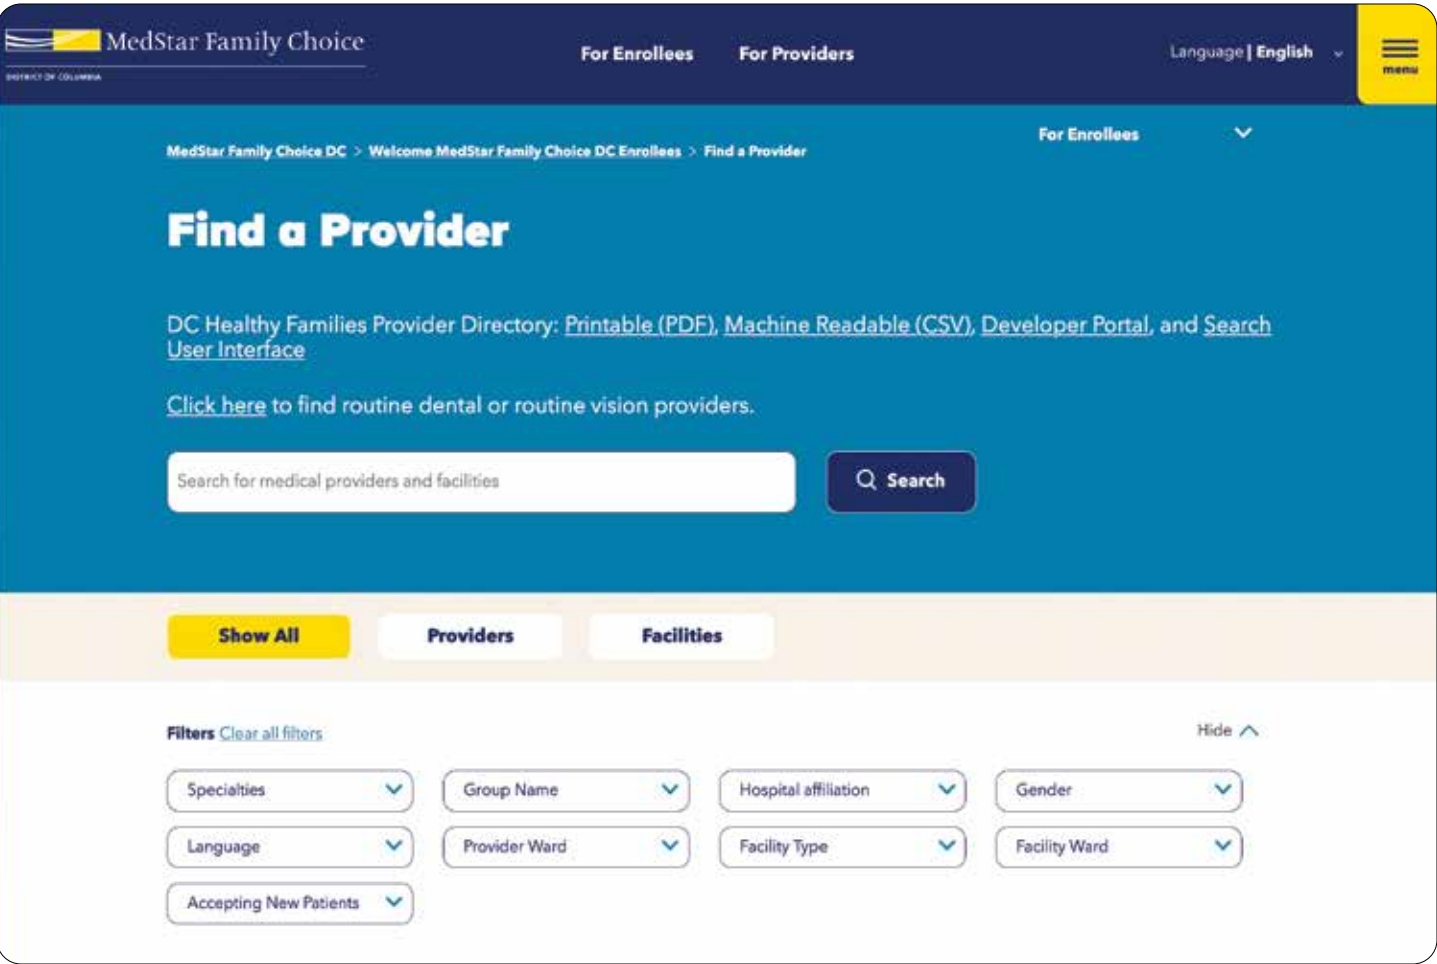 MedStar Family Choice
DISTRICT OF COLUMBIA
For Enrollees
For Providers
Language | English
menu
For Enrollees
MedStar Family Choice DC > Welcome MedStar Family Choice DC Enrollees > Find a Provider
Find a Provider
DC Healthy Families Provider Directory: Printable (PDF), Machine Readable (CSV), Developer Portal, and Search
User Interface
Click here to find routine dental or routine vision providers.
Search for medical providers and facilities
Search
Show All
Providers
Facilities
Filters Clear all filters
Hide
Specialties
Group Name
Hospital affiliation
Gender
Language
Provider Ward
Facility Type
Facility Ward
Accepting New Patients